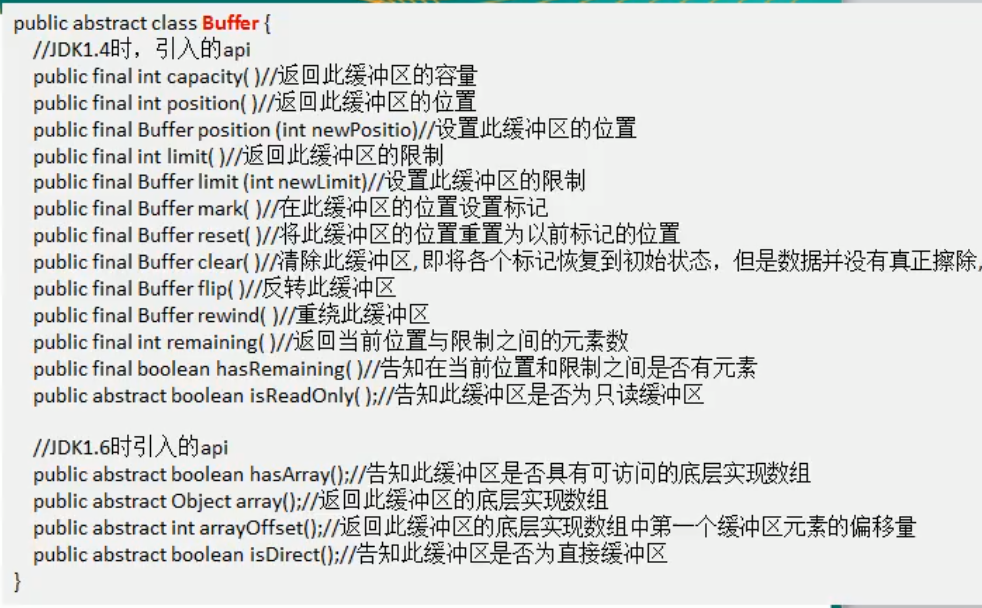 public abstract class Buffer {
//JDK1.4时，引入的api
public final int capacity( )//返回此缓冲区的容量
public final int position( )//返回此缓冲区的位置
public final Buffer position (int newPositio)//设置此缓冲区的位置
public final int limit( )//返回此缓冲区的限制
public final Buffer limit (int newLimit)//设置此缓冲区的限制
public final Buffer mark( )//在此缓冲区的位置设置标记
public final Buffer reset( )//将此缓冲区的位置重置为以前标记的位置
public final Buffer clear( )//清除此缓冲区,即将各个标记恢复到初始状态，但是数据并没有真正擦除,
public final Buffer flip( )//反转此缓冲区
public final Buffer rewind( )//重绕此缓冲区
public final int remaining( )//返回当前位置与限制之间的元素数
public final boolean hasRemaining( )//告知在当前位置和限制之间是否有元素
public abstract boolean isReadOnly( );//告知此缓冲区是否为只读缓冲区
//JDK1.6时引入的api
public abstract boolean hasArray();//告知此缓冲区是否具有可访问的底层实现数组
public abstract Object array();//返回此缓冲区的底层实现数组
public abstract int arrayOffset();//返回此缓冲区的底层实现数组中第一个缓冲区元素的偏移量
public abstract boolean isDirect();//告知此缓冲区是否为直接缓冲区
}